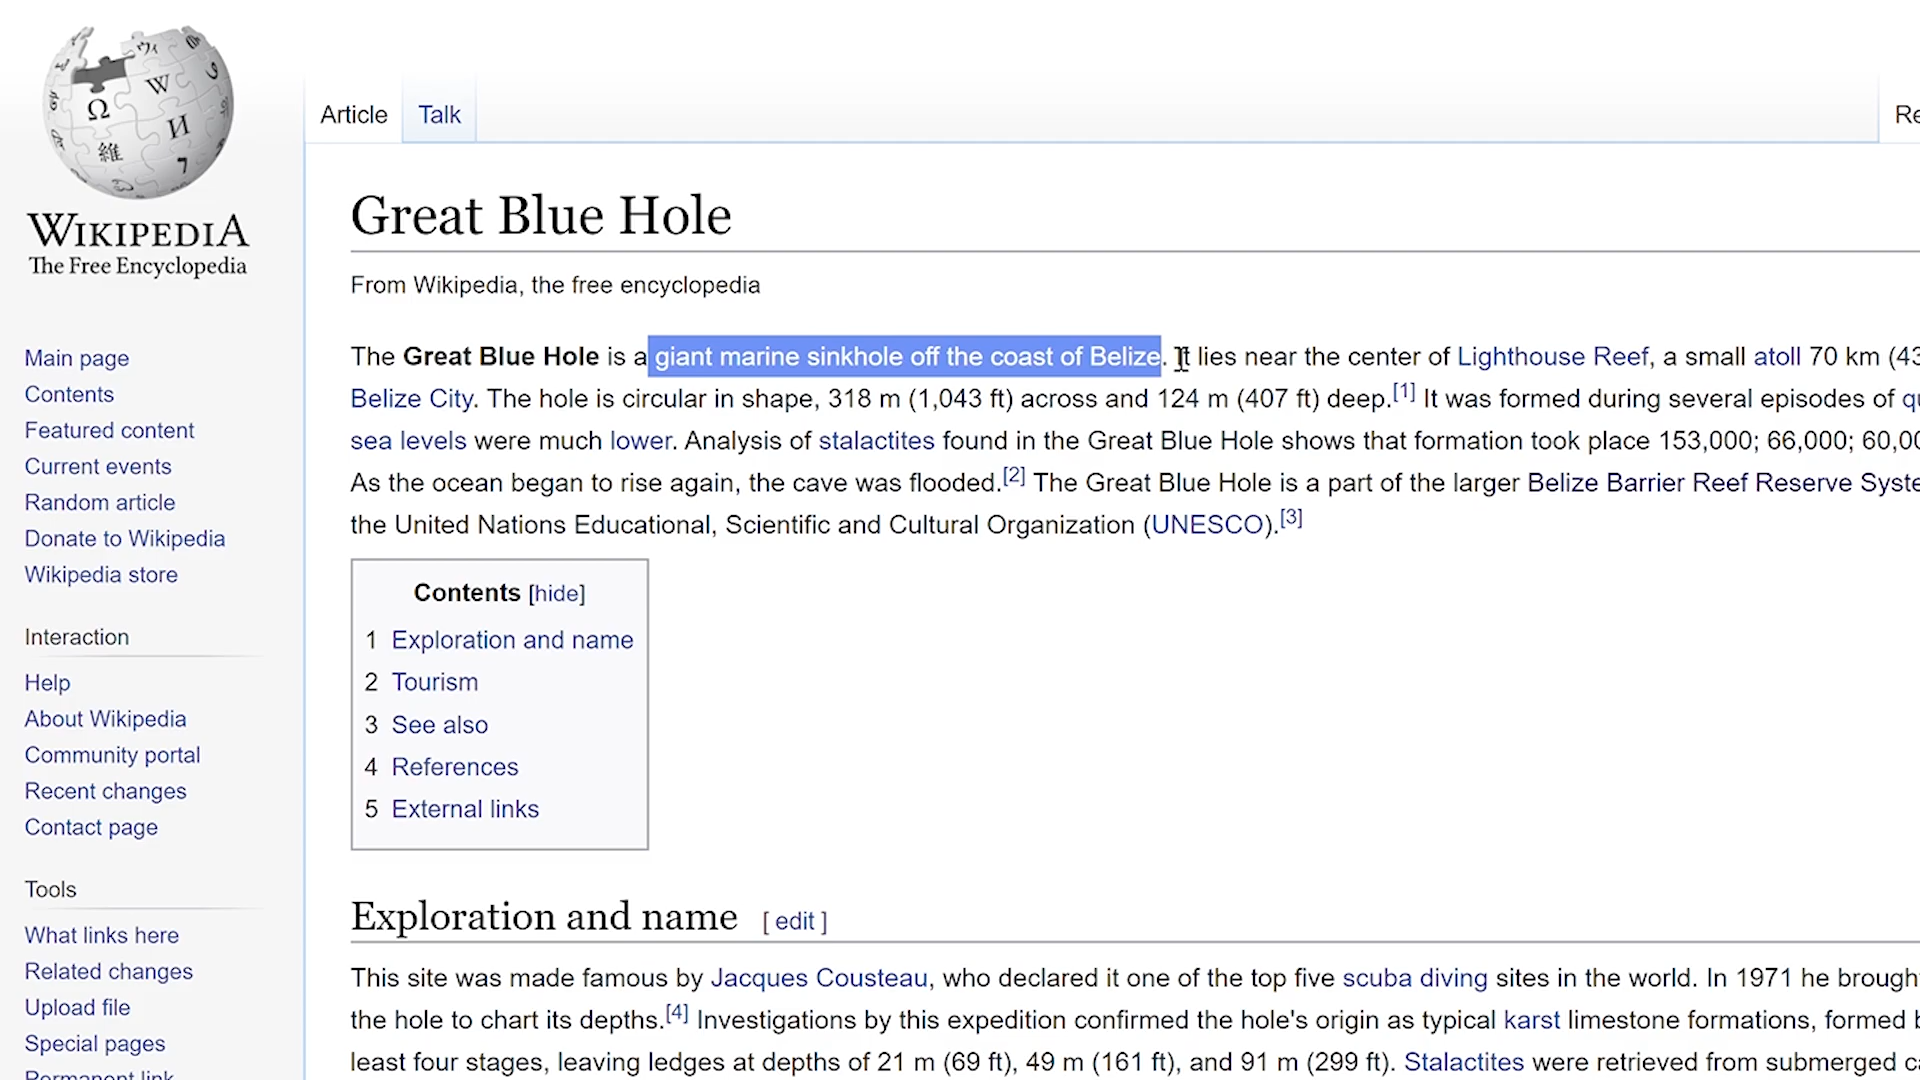 WIKIPEDIA
The Free Encyclopedia
Main page
Contents
Featured content
Current events
Random article
Donate to Wikipedia
Wikipedia store
Interaction
Help
About Wikipedia
Community portal
Recent changes
Contact page
Tools
What links here
Related changes
Upload file
Special pages
Permanent link
Article Talk
Great Blue Hole
From Wikipedia, the free encyclopedia
The Great Blue Hole is a giant marine sinkhole off the coast of Belize. It lies near the center of Lighthouse Reef, a small atoll 70 km (43
Belize City. The hole is circular in shape, 318 m (1,043 ft) across and 124 m (407 ft) deep.[1] It was formed during several episodes of
sea levels were much lower. Analysis of stalactites found in the Great Blue Hole shows that formation took place 153,000; 66,000;
As the ocean began to rise again, the cave was flooded.[2] The Great Blue Hole is a part of the larger Belize Barrier Reef Reserve
the United Nations Educational, Scientific and Cultural Organization (UNESCO).[3]
Contents [hide]
1 Exploration and name
2 Tourism
3 See also
4 References
5 External links
Exploration and name [ edit ]
This site was made famous by Jacques Cousteau, who declared it one of the top five scuba diving sites in the world. In 1971 he
the hole to chart its depths.[4] Investigations by this expedition confirmed the hole's origin as typical karst limestone formations, formed
least four stages, leaving ledges at depths of 21 m (69 ft), 49 m (161 ft), and 91 m (299 ft). Stalactites were retrieved from submerged